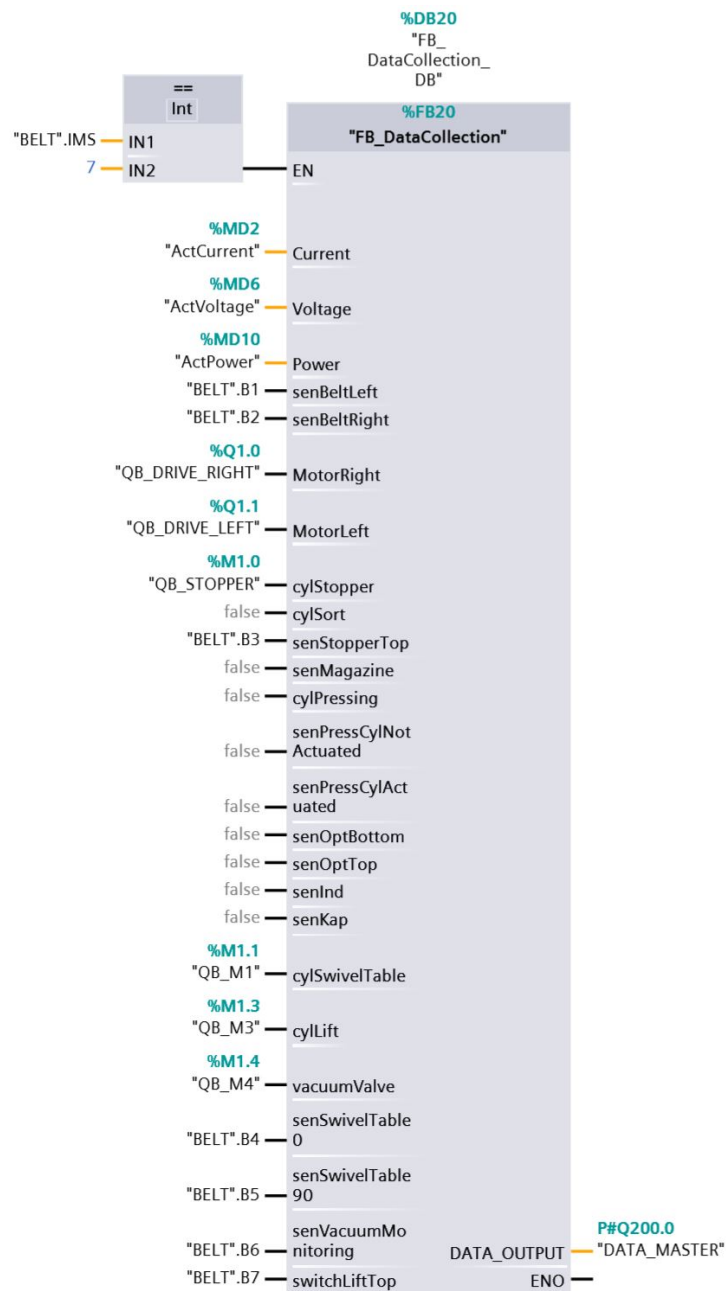 %DB20
"FB_
DataCollection_
DB"
==
Int
"BELT".IMS IN1
7 IN2
%FB20
"FB_DataCollection"
EN
%MD2
"ActCurrent" Current
%MD6
"ActVoltage" Voltage
%MD10
"ActPower" Power
"BELT".B1 senBeltLeft
"BELT".B2 senBeltRight
%Q1.0
"QB_DRIVE_RIGHT" MotorRight
%Q1.1
"QB_DRIVE_LEFT" MotorLeft
%M1.0
"QB_STOPPER" cylStopper
false cylSort
"BELT".B3 senStopperTop
false senMagazine
false cylPressing
senPressCylNot
false Actuated
senPressCylAct
false uated
false senOptBottom
false senOptTop
false senInd
false senKap
%M1.1
"QB_M1" cylSwivelTable
%M1.3
"QB_M3" cylLift
%M1.4
"QB_M4" vacuumValve
senSwivelTable
"BELT".B4 0
senSwivelTable
"BELT".B5 90
senVacuumMo
"BELT".B6 nitoring
P#Q200.0
DATA_OUTPUT "DATA_MASTER"
"BELT".B7 switchLiftTop ENO